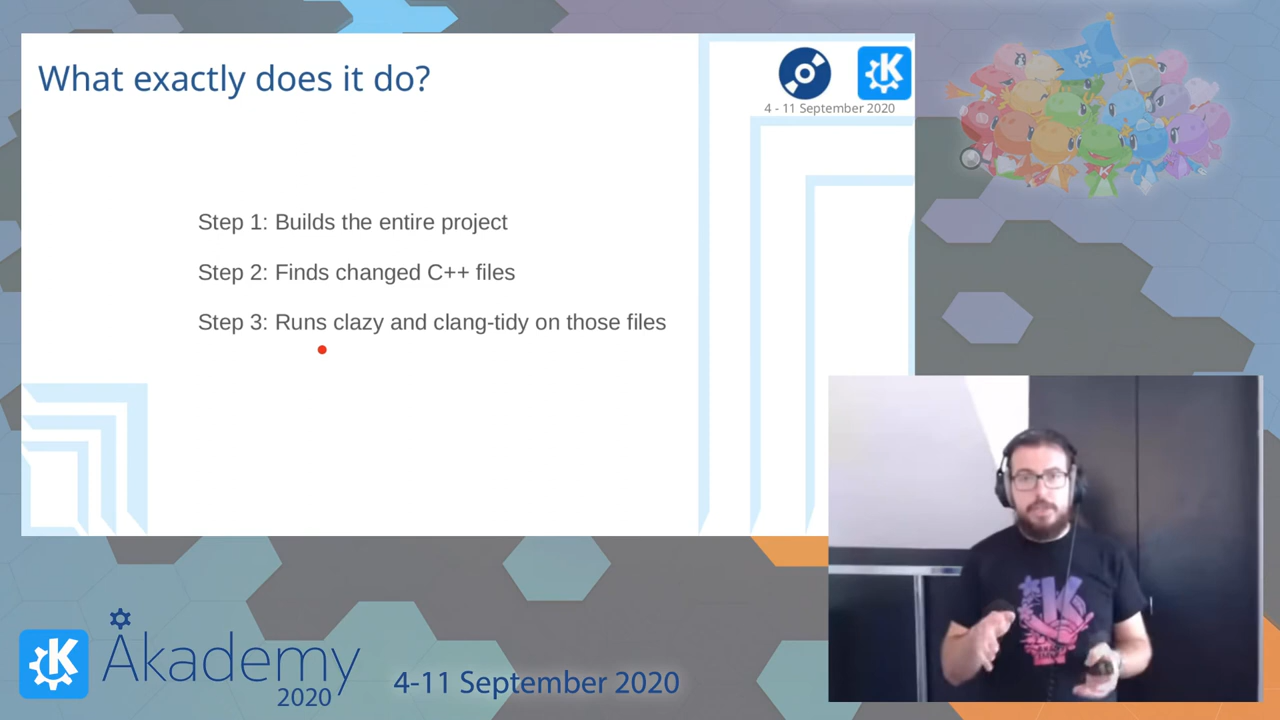 What exactly does it do?
4 - 11 September 2020
Step 1: Builds the entire project
Step 2: Finds changed C++ files
Step 3: Runs clazy and clang-tidy on those files
Akademy
2020
4-11 September 2020